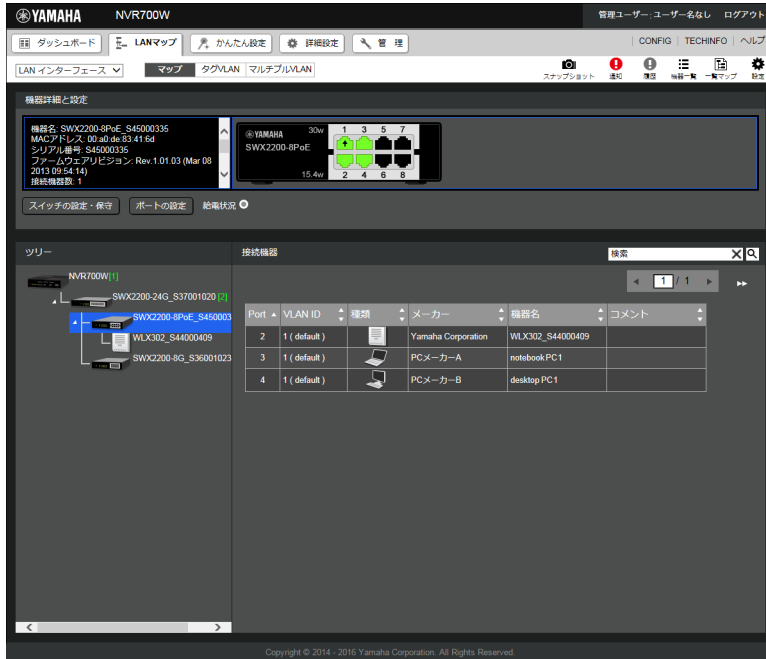 YAMAHA NVR700W 管理ユーザー: ユーザー名なし ログアウト
ダッシュボード LANマップ かんたん設定 詳細設定 管 理 CONFIG | TECHINFO | ヘルプ
LAN インターフェース マップ タグVLAN マルチプルVLAN スナップショット 通知 履歴 機器一覧 一覧マップ 設定
機器詳細と設定
機器名: SWX2200-8PoE_S45000335
MACアドレス: 00:a0:de:83:41:6d
シリアル番号: S45000335
ファームウェアリビジョン: Rev.1.01.03 (Mar 08
2013 09:54:14)
接続機器数: 1
YAMAHA 30w 1 3 5 7
SWX2200-8PoE
15.4w 2 4 6 8
スイッチの設定・保守 ポートの設定 給電状況
ツリー
NVR700W[1]
SWX2200-24G_S37001020 [2]
SWX2200-8PoE_S450003
WLX302_S44000409
SWX2200-8G_S36001023
接続機器 検索
1 / 1
Port VLAN ID 種類 メーカー 機器名 コメント
2 1 ( default ) Yamaha Corporation WLX302_S44000409
3 1 ( default ) PCメーカーA notebook PC1
4 1 ( default ) PCメーカーB desktop PC1
Copyright © 2014 - 2016 Yamaha Corporation. All Rights Reserved.